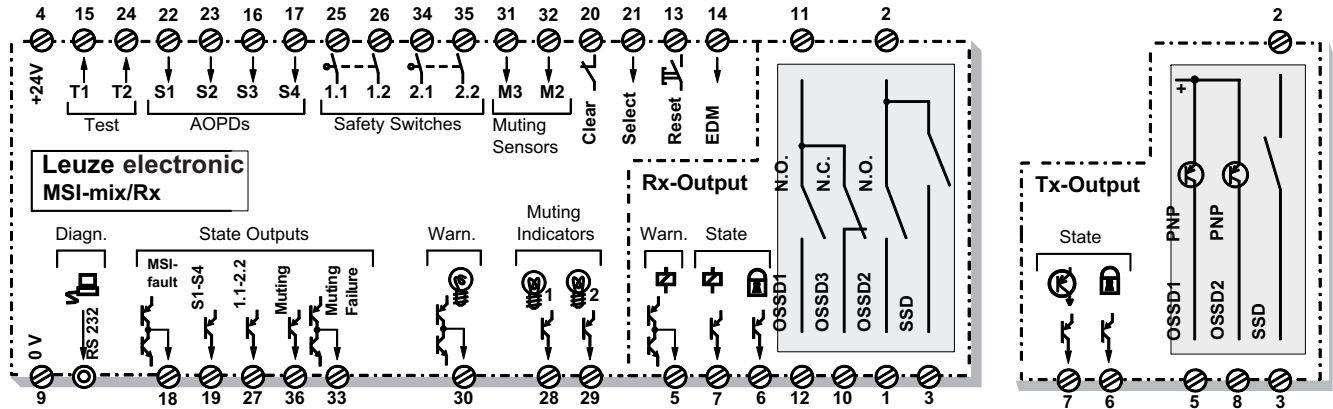 4 15 24 22 23 16 17 25 26 34 35 31 32 20 21 13 14 11 2 2
+24V
T1 T2 S1 S2 S3 S4 1.1 1.2 2.1 2.2 M3 M2
Clear
Select
Reset
EDM
Test AOPDs Safety Switches Muting
Sensors
Leuze electronic
MSI-mix/Rx
Rx-Output
N.O.
N.C.
N.O.
Tx-Output
+
PNP
PNP
Diagn. State Outputs Warn. Muting
Indicators
Warn. State
State
MSI-
fault
S1-S4
1.1-2.2
Muting
Muting
Failure
1 2
RS 232
0 V
OSSD1
OSSD3
OSSD2
SSD
OSSD1
OSSD2
SSD
9 18 19 27 36 33 30 28 29 5 7 6 12 10 1 3 7 6 5 8 3